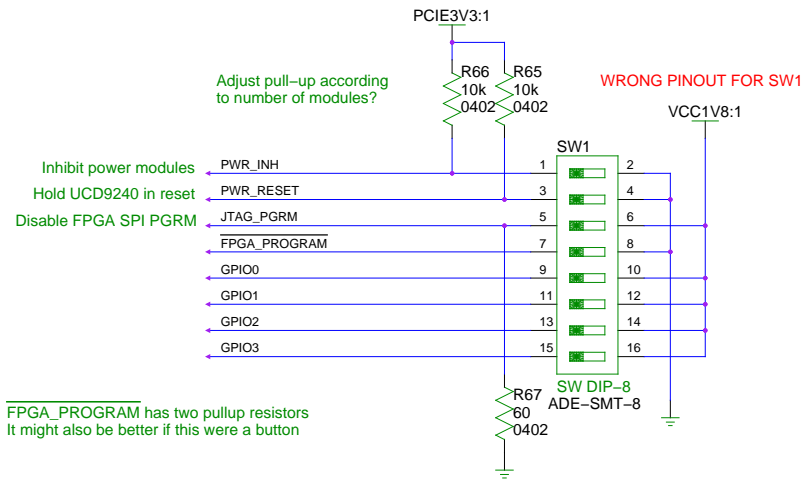 PCIE3V3:1
Adjust pull-up according
to number of modules?
R66
10k
0402
R65
10k
0402
WRONG PINOUT FOR SW1
VCC1V8:1
SW1
Inhibit power modules
PWR_INH
1
2
Hold UCD9240 in reset
PWR_RESET
3
4
Disable FPGA SPI PGRM
JTAG_PGRM
5
6
FPGA_PROGRAM
7
8
GPIO0
9
10
GPIO1
11
12
GPIO2
13
14
GPIO3
15
16
SW DIP-8
ADE-SMT-8
R67
60
0402
FPGA_PROGRAM has two pullup resistors
It might also be better if this were a button